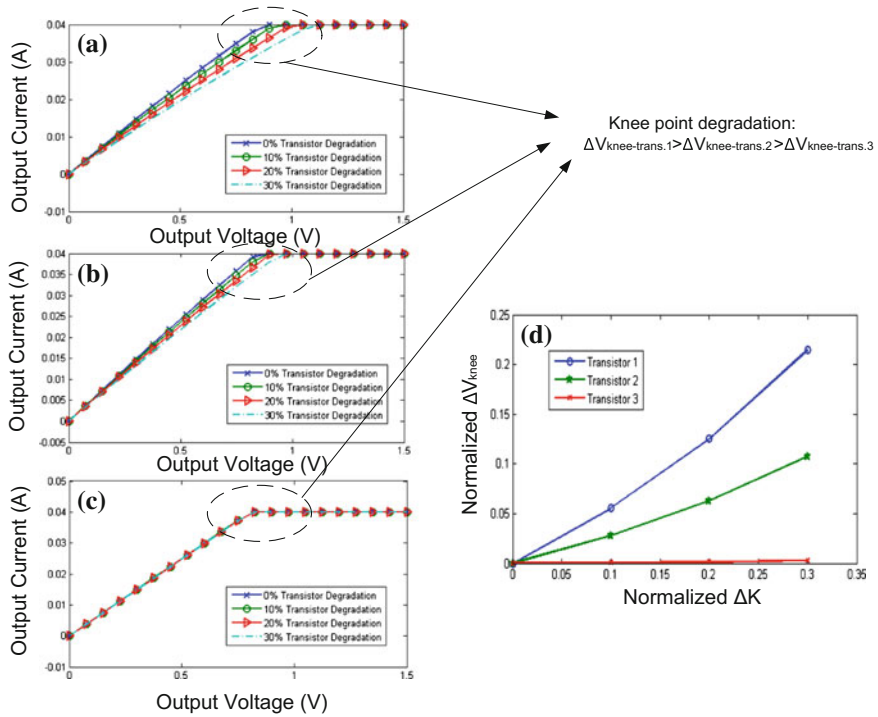 (a)
Output Current (A)
0.04
0.03
0.02
0.01
0
-0.01
0
0.5
1
1.5
0% Transistor Degradation
10% Transistor Degradation
20% Transistor Degradation
30% Transistor Degradation
Output Voltage (V)
Knee point degradation:
ΔVknee-trans.1>ΔVknee-trans.2>ΔVknee-trans.3
(b)
Output Current (A)
0.04
0.035
0.03
0.025
0.02
0.015
0.01
0.005
0
-0.005
0
0.5
1
1.5
0% Transistor Degradation
10% Transistor Degradation
20% Transistor Degradation
30% Transistor Degradation
Output Voltage (V)
(c)
Output Current (A)
0.05
0.04
0.03
0.02
0.01
0
-0.01
0
0.5
1
1.5
0% Transistor Degradation
10% Transistor Degradation
20% Transistor Degradation
30% Transistor Degradation
Output Voltage (V)
(d)
Normalized ΔVknee
0.25
0.2
0.15
0.1
0.05
0
0
0.05
0.1
0.15
0.2
0.25
0.3
0.35
Transistor 1
Transistor 2
Transistor 3
Normalized ΔK